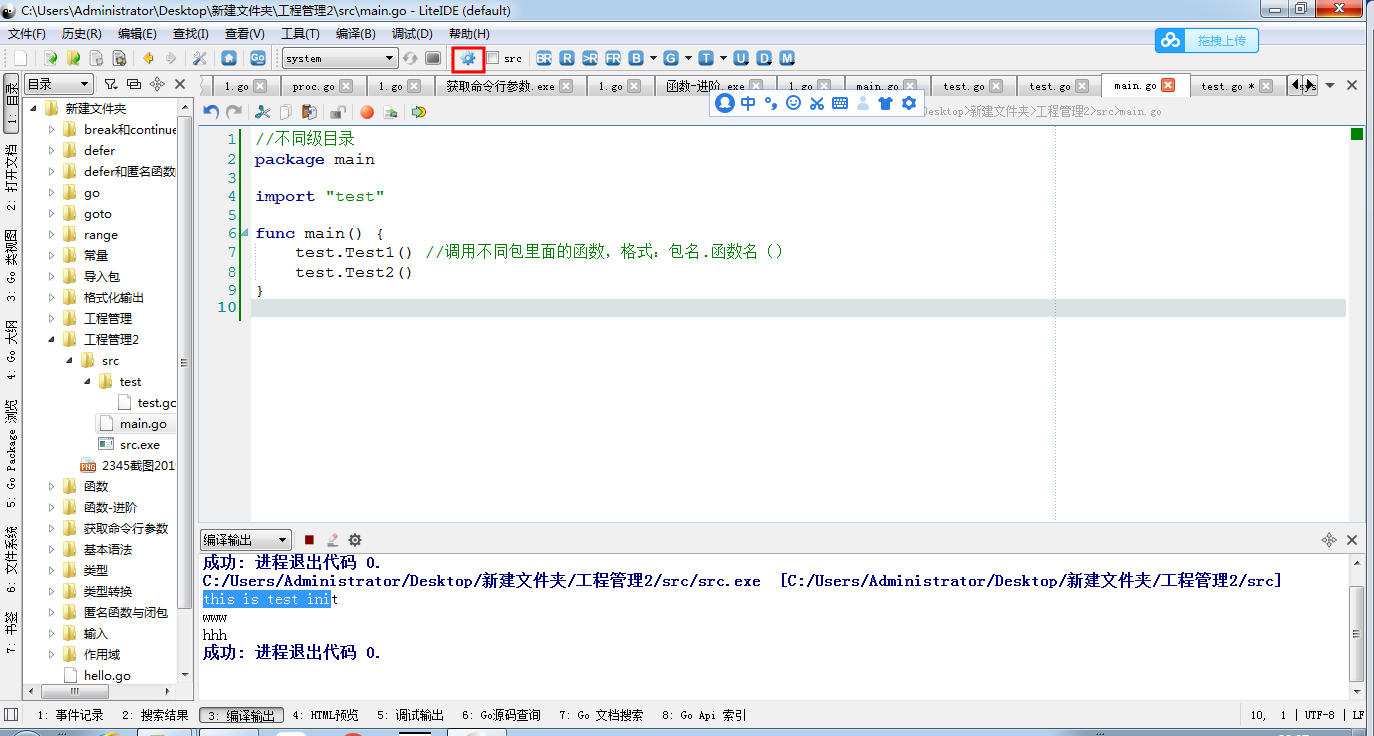 C:\Users\Administrator\Desktop\新建文件夹\工程管理2\src\main.go - LiteIDE (default)
文件(F) 历史(R) 编辑(E) 查找(I) 查看(V) 工具(T) 编译(B) 调试(D) 帮助(H)
拖拽上传
Go system src BR R >R FR B G T U D M
目录
1.go proc.go 1.go 获取命令行参数.exe 1.go 函数-进阶.exe 1.go main.go test.go test.go main.go test.go * sys
中
Desktop>新建文件夹>工程管理2>src>main.go
1: 目录
2: 打开文档
3: Go 类视图
4: Go 大纲
5: Go Package 浏览
6: 文件系统
7: 书签
新建文件夹
break和continue
defer
defer和匿名函数
go
goto
range
常量
导入包
格式化输出
工程管理
工程管理2
src
test
test.go
main.go
src.exe
PNG 2345截图201
函数
函数-进阶
获取命令行参数
基本语法
类型
类型转换
匿名函数与闭包
输入
作用域
hello.go
1 //不同级目录
2 package main
3
4 import "test"
5
6 func main() {
7 test.Test1() //调用不同包里面的函数，格式：包名.函数名（）
8 test.Test2()
9 }
10
编译输出
成功: 进程退出代码 0.
C:/Users/Administrator/Desktop/新建文件夹/工程管理2/src/src.exe [C:/Users/Administrator/Desktop/新建文件夹/工程管理2/src]
this is test init
www
hhh
成功: 进程退出代码 0.
1: 事件记录 2: 搜索结果 3: 编译输出 4: HTML预览 5: 调试输出 6: Go源码查询 7: Go 文档搜索 8: Go Api 索引
10, 1 | UTF-8 | LF